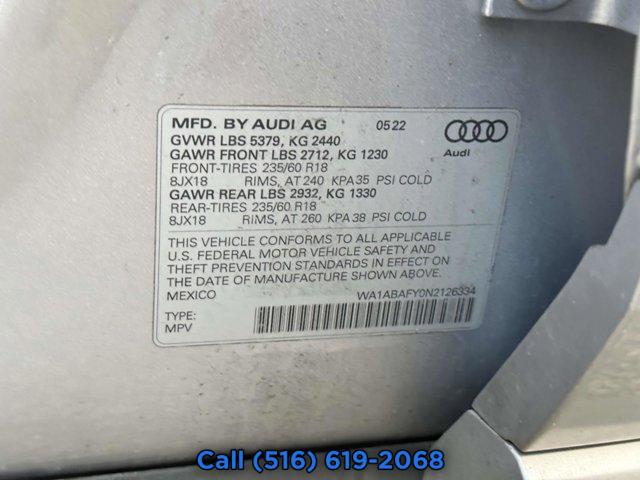 MFD. BY AUDI AG 05 22
GVWR LBS 5379, KG 2440
GAWR FRONT LBS 2712, KG 1230
FRONT-TIRES 235/60 R18
8JX18 RIMS, AT 240 KPA 35 PSI COLD
GAWR REAR LBS 2932, KG 1330
REAR-TIRES 235/60 R18
8JX18 RIMS, AT 260 KPA 38 PSI COLD
Audi
THIS VEHICLE CONFORMS TO ALL APPLICABLE
U.S. FEDERAL MOTOR VEHICLE SAFETY AND
THEFT PREVENTION STANDARDS IN EFFECT ON
THE DATE OF MANUFACTURE SHOWN ABOVE.
MEXICO WA1ABAFY0N2126334
TYPE:
MPV
Call (516) 619-2068